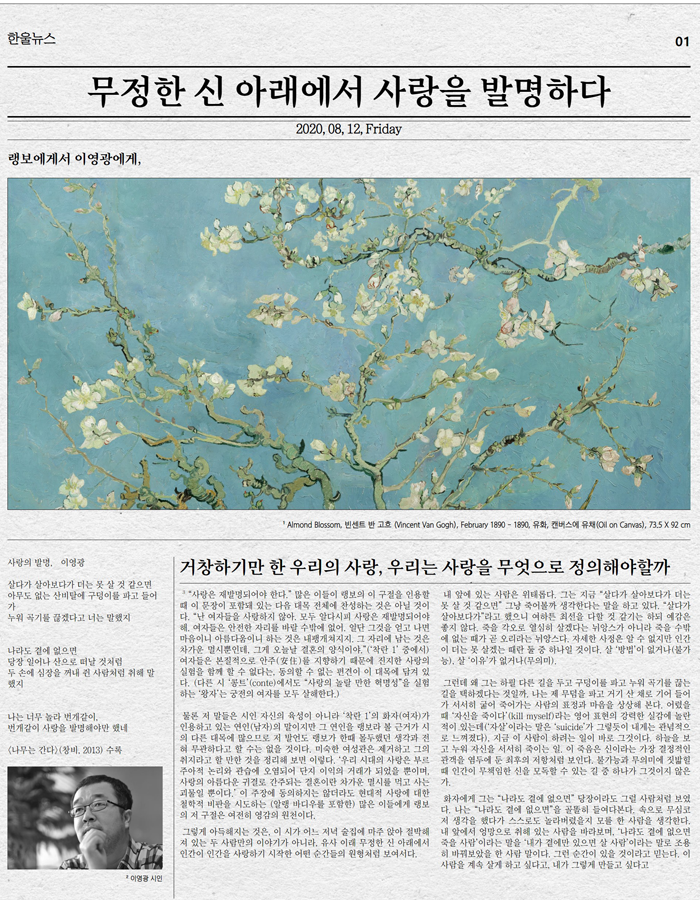 한울뉴스
01
무정한 신 아래에서 사랑을 발명하다
2020, 08, 12, Friday
랭보에게서 이영광에게,
¹ Almond Blossom, 빈센트 반 고흐 (Vincent Van Gogh), February 1890 ~ 1890, 유화, 캔버스에 유채(Oil on Canvas), 73.5 X 92 cm
사랑의 발명, 이영광
살다가 살아보다가 더는 못 살 것 같으면
아무도 없는 산비탈에 구덩이를 파고 들어
가
누워 곡기를 끊겠다고 너는 말했지
나라도 곁에 없으면
당장 일어나 산으로 떠날 것처럼
두 손에 심장을 꺼내 쥔 사람처럼 취해 말
했지
나는 너무 놀라 번개같이,
번개같이 사랑을 발명해야만 했네
〈나무는 간다〉(창비, 2013) 수록
² 이영광 시인
거창하기만 한 우리의 사랑, 우리는 사랑을 무엇으로 정의해야할까
³ “사랑은 재발명되어야 한다.” 많은 이들이 랭보의 이 구절을 인용할
때 이 문장이 포함돼 있는 다음 대목 전체에 찬성하는 것은 아닐 것이
다. “난 여자들을 사랑하지 않아. 모두 알다시피 사랑은 재발명되어야
해. 여자들은 안전한 자리를 바랄 수밖에 없어. 일단 그것을 얻고 나면
마음이니 아름다움이니 하는 것은 내팽개쳐지지. 그 자리에 남는 것은
차가운 멸시뿐인데, 그게 오늘날 결혼의 양식이야.”(‘착란 1’ 중에서)
여자들은 본질적으로 안주(安住)를 지향하기 때문에 진지한 사랑의
실험을 함께 할 수 없다는, 동의할 수 없는 편견이 이 대목에 담겨 있
다. (다른 시 ‘콩트’(conte)에서도 “사랑의 놀랄 만한 혁명성”을 실험
하는 ‘왕자’는 궁전의 여자를 모두 살해한다.)
물론 저 말들은 시인 자신의 육성이 아니라 ‘착란 1’의 화자(여자)가
인용하고 있는 연인(남자)의 말이지만 그 연인을 랭보라 볼 근거가 시
의 다른 대목에 많으므로 저 발언도 랭보가 한때 몰두했던 생각과 전
혀 무관하다고 할 수는 없을 것이다. 미숙한 여성관은 제거하고 그의
취지라고 할 만한 것을 정리해 보면 이렇다. ‘우리 시대의 사랑은 부르
주아적 논리와 관습에 오염되어 단지 이익의 거래가 되었을 뿐이며,
사랑의 아름다운 귀결로 간주되는 결혼이란 차가운 멸시를 먹고 사는
괴물일 뿐이다.’ 이 주장에 동의하지는 않더라도 현대적 사랑에 대한
철학적 비판을 시도하는 (알랭 바디우를 포함한) 많은 이들에게 랭보
의 저 구절은 여전히 영감의 원천이다.
그렇게 아득해지는 것은, 이 시가 어느 저녁 술집에 마주 앉아 절박해
져 있는 두 사람만의 이야기가 아니라, 유사 이래 무정한 신 아래에서
인간이 인간을 사랑하기 시작한 어떤 순간들의 원형처럼 보여서다.
내 앞에 있는 사람은 위태롭다. 그는 지금 “살다가 살아보다가 더는
못 살 것 같으면” 그냥 죽어볼까 생각한다는 말을 하고 있다. “살다가
살아보다가”라고 했으니 여하튼 최선을 다할 것 같기는 하되 예감은
좋지 않다. 죽을 각오로 열심히 살겠다는 뉘앙스가 아니라 죽을 수밖
에 없는 때가 곧 오리라는 뉘앙스다. 자세한 사정은 알 수 없지만 인간
이 더는 못 살겠는 때란 둘 중 하나일 것이다. 살 ‘방법’이 없거나(불가
능), 살 ‘이유’가 없거나(무의미).
그런데 왜 그는 하필 다른 길을 두고 구덩이를 파고 누워 곡기를 끊는
길을 택하겠다는 것일까. 나는 제 무덤을 파고 거기 산 채로 기어 들어
가 서서히 굶어 죽어가는 사람의 표정과 마음을 상상해 본다. 어렸을
때 ‘자신을 죽이다’(kill myself)라는 영어 표현의 강력한 실감에 놀란
적이 있는데(‘자살’이라는 말은 ‘suicide’가 그렇듯이 내게는 관념적으
로 느껴졌다), 지금 이 사람이 하려는 일이 바로 그것이다. 하늘을 보
고 누워 자신을 서서히 죽이는 일. 이 죽음은 신이라는 가장 결정적인
관객을 염두에 둔 최후의 저항처럼 보인다. 불가능과 무의미에 짓밟힐
때 인간이 무책임한 신을 모독할 수 있는 길 중 하나가 그것이지 않은
가.
화자에게 그는 “나라도 곁에 없으면” 당장이라도 그럴 사람처럼 보였
다. 나는 “나라도 곁에 없으면”을 골똘히 들여다본다. 속으로 무심코
저 생각을 했다가 스스로도 놀라버렸을지 모를 한 사람을 생각한다.
내 앞에서 엉망으로 취해 있는 사람을 바라보며, ‘나라도 곁에 없으면
죽을 사람’이라는 말을 ‘내가 곁에만 있으면 살 사람’이라는 말로 조용
히 바꿔보았을 한 사람 말이다. 그런 순간이 있을 것이라고 믿는다. 이
사람을 계속 살게 하고 싶다고, 내가 그렇게 만들고 싶다고